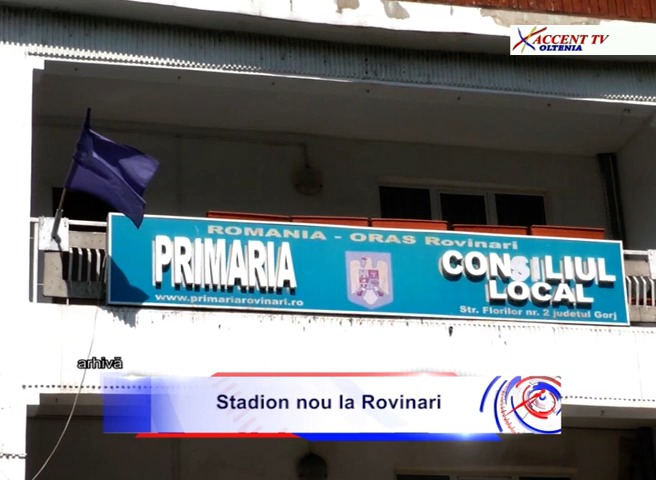 ACCENT TV
OLTENIA
ROMANIA - ORAS Rovinari
PRIMARIA
CONSILIUL
LOCAL
www.primariarovinari.ro
Str. Florilor nr. 2 judetul Gorj
arhivă
Stadion nou la Rovinari